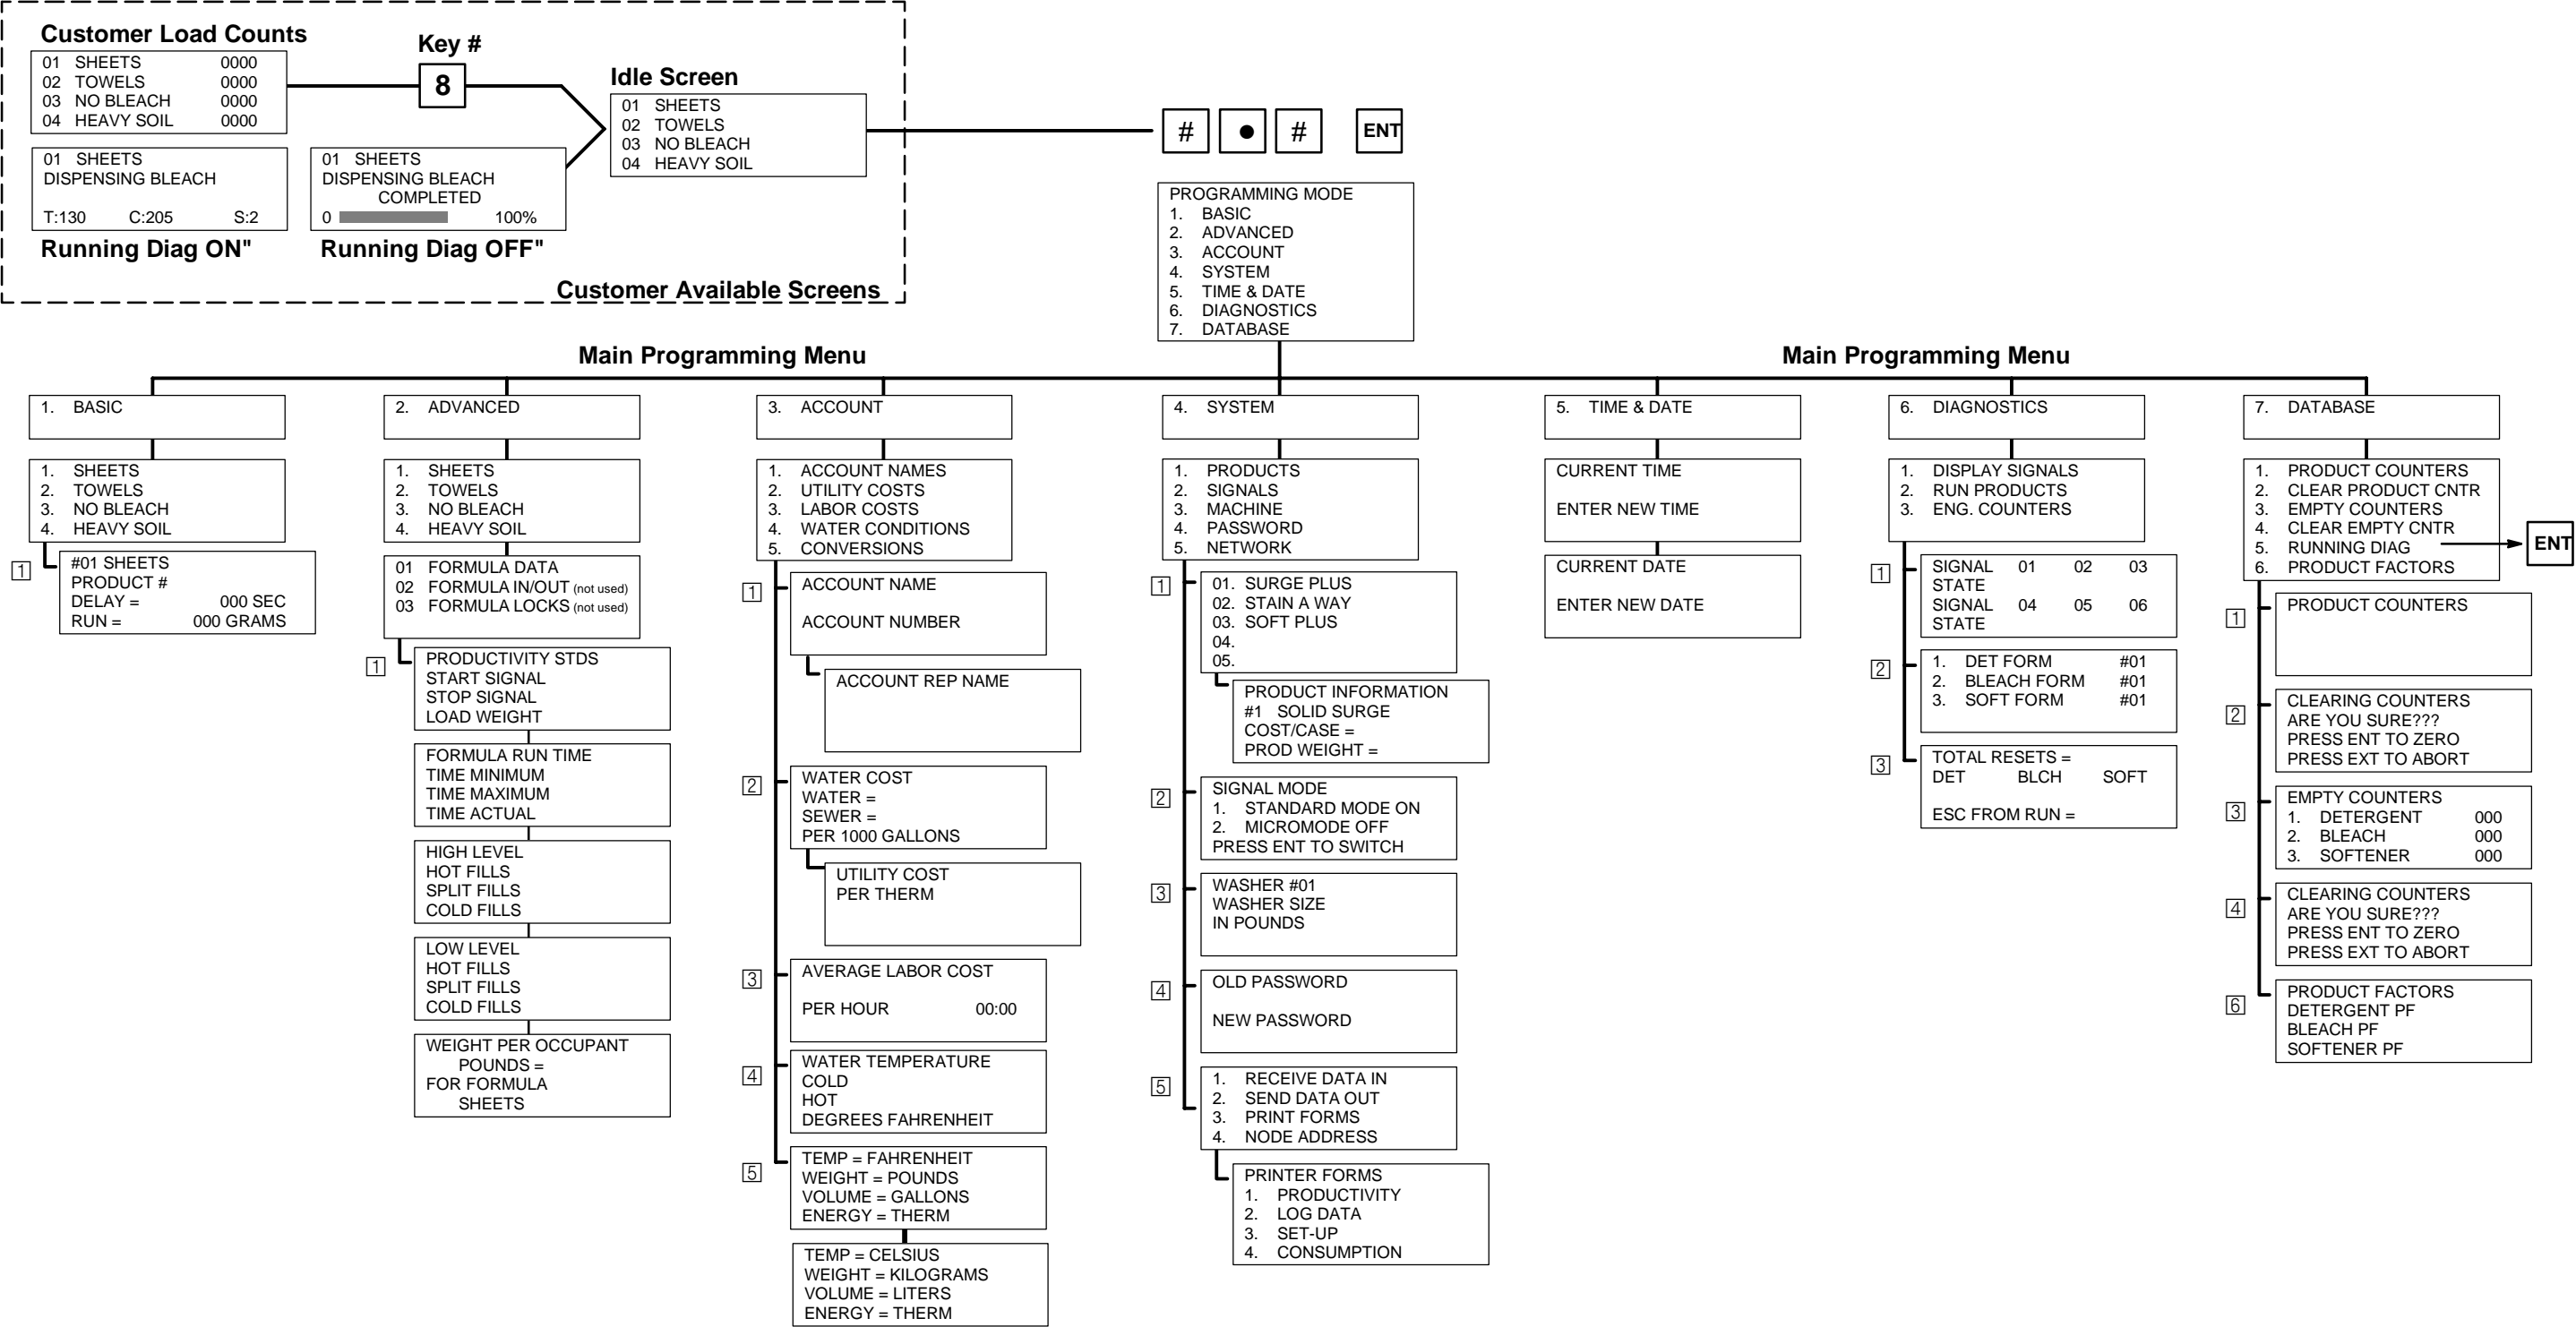 Customer Load Counts
01 SHEETS 0000
02 TOWELS 0000
03 NO BLEACH 0000
04 HEAVY SOIL 0000
Key #
8
Idle Screen
01 SHEETS
02 TOWELS
03 NO BLEACH
04 HEAVY SOIL
01 SHEETS
DISPENSING BLEACH
T:130 C:205 S:2
Running Diag ON"
01 SHEETS
DISPENSING BLEACH
COMPLETED
0 100%
Running Diag OFF"
Customer Available Screens
# ● # ENT
PROGRAMMING MODE
1. BASIC
2. ADVANCED
3. ACCOUNT
4. SYSTEM
5. TIME & DATE
6. DIAGNOSTICS
7. DATABASE
Main Programming Menu
Main Programming Menu
1. BASIC
1. SHEETS
2. TOWELS
3. NO BLEACH
4. HEAVY SOIL
1
#01 SHEETS
PRODUCT #
DELAY = 000 SEC
RUN = 000 GRAMS
2. ADVANCED
1. SHEETS
2. TOWELS
3. NO BLEACH
4. HEAVY SOIL
01 FORMULA DATA
02 FORMULA IN/OUT (not used)
03 FORMULA LOCKS (not used)
1
PRODUCTIVITY STDS
START SIGNAL
STOP SIGNAL
LOAD WEIGHT
FORMULA RUN TIME
TIME MINIMUM
TIME MAXIMUM
TIME ACTUAL
HIGH LEVEL
HOT FILLS
SPLIT FILLS
COLD FILLS
LOW LEVEL
HOT FILLS
SPLIT FILLS
COLD FILLS
WEIGHT PER OCCUPANT
POUNDS =
FOR FORMULA
SHEETS
3. ACCOUNT
1. ACCOUNT NAMES
2. UTILITY COSTS
3. LABOR COSTS
4. WATER CONDITIONS
5. CONVERSIONS
1
ACCOUNT NAME
ACCOUNT NUMBER
ACCOUNT REP NAME
2
WATER COST
WATER =
SEWER =
PER 1000 GALLONS
UTILITY COST
PER THERM
3
AVERAGE LABOR COST
PER HOUR 00:00
4
WATER TEMPERATURE
COLD
HOT
DEGREES FAHRENHEIT
5
TEMP = FAHRENHEIT
WEIGHT = POUNDS
VOLUME = GALLONS
ENERGY = THERM
TEMP = CELSIUS
WEIGHT = KILOGRAMS
VOLUME = LITERS
ENERGY = THERM
4. SYSTEM
1. PRODUCTS
2. SIGNALS
3. MACHINE
4. PASSWORD
5. NETWORK
1
01. SURGE PLUS
02. STAIN A WAY
03. SOFT PLUS
04.
05.
PRODUCT INFORMATION
#1 SOLID SURGE
COST/CASE =
PROD WEIGHT =
2
SIGNAL MODE
1. STANDARD MODE ON
2. MICROMODE OFF
PRESS ENT TO SWITCH
3
WASHER #01
WASHER SIZE
IN POUNDS
4
OLD PASSWORD
NEW PASSWORD
5
1. RECEIVE DATA IN
2. SEND DATA OUT
3. PRINT FORMS
4. NODE ADDRESS
PRINTER FORMS
1. PRODUCTIVITY
2. LOG DATA
3. SET-UP
4. CONSUMPTION
5. TIME & DATE
CURRENT TIME
ENTER NEW TIME
CURRENT DATE
ENTER NEW DATE
6. DIAGNOSTICS
1. DISPLAY SIGNALS
2. RUN PRODUCTS
3. ENG. COUNTERS
1
SIGNAL 01 02 03
STATE
SIGNAL 04 05 06
STATE
2
1. DET FORM #01
2. BLEACH FORM #01
3. SOFT FORM #01
3
TOTAL RESETS =
DET BLCH SOFT
ESC FROM RUN =
7. DATABASE
1. PRODUCT COUNTERS
2. CLEAR PRODUCT CNTR
3. EMPTY COUNTERS
4. CLEAR EMPTY CNTR
5. RUNNING DIAG ENT
6. PRODUCT FACTORS
1
PRODUCT COUNTERS
2
CLEARING COUNTERS
ARE YOU SURE???
PRESS ENT TO ZERO
PRESS EXT TO ABORT
3
EMPTY COUNTERS
1. DETERGENT 000
2. BLEACH 000
3. SOFTENER 000
4
CLEARING COUNTERS
ARE YOU SURE???
PRESS ENT TO ZERO
PRESS EXT TO ABORT
6
PRODUCT FACTORS
DETERGENT PF
BLEACH PF
SOFTENER PF